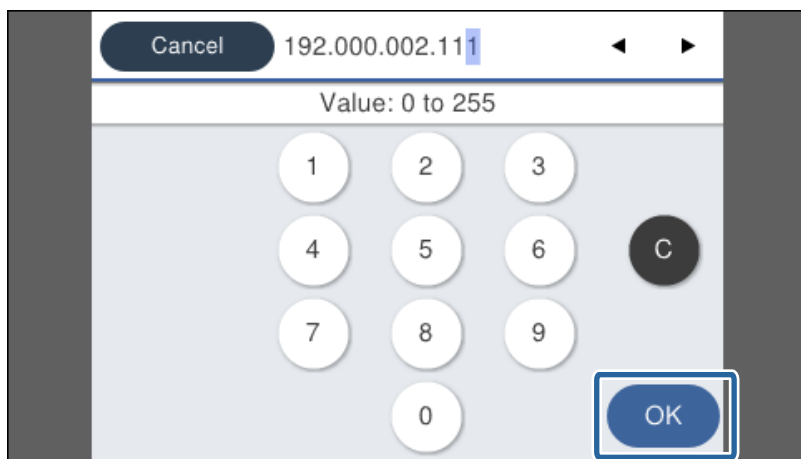 Cancel 192.000.002.111 ◀ ▶
Value: 0 to 255
1 2 3
4 5 6 C
7 8 9
0 OK